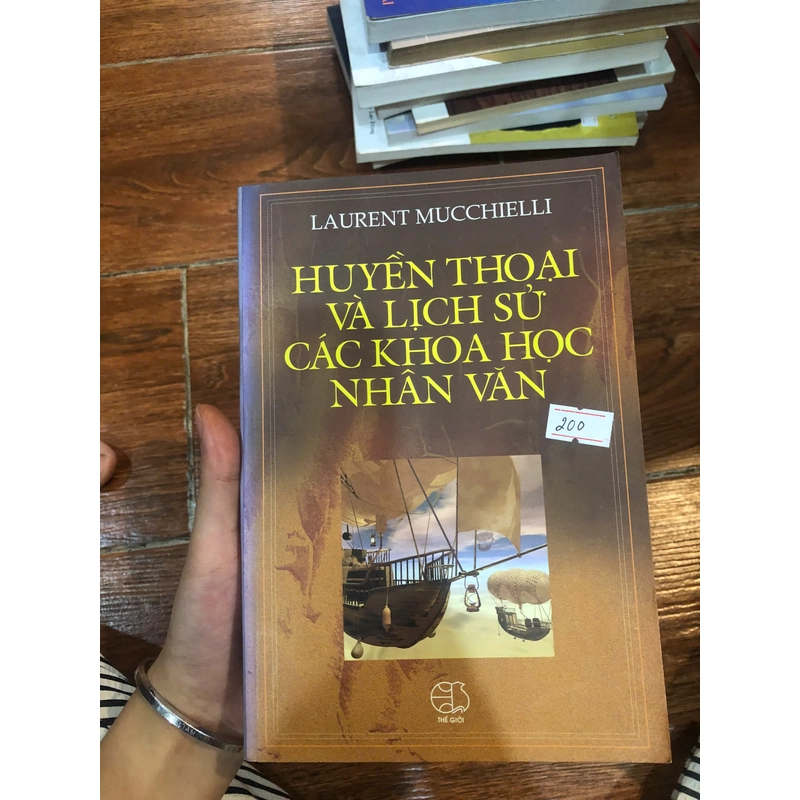 LAURENT MUCCHIELLI
HUYỀN THOẠI
VÀ LỊCH SỬ
CÁC KHOA HỌC
NHÂN VĂN
200
THẾ GIỚI